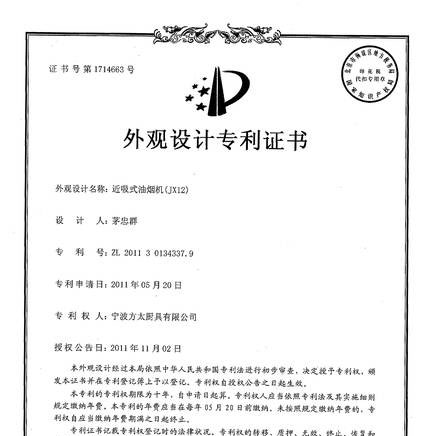 证书号第1714663号
印花税
代扣专用章
外观设计专利证书
外观设计名称：近吸式油烟机(JX12)
设 计 人：茅忠群
专 利 号：ZL 2011 3 0134337.9
专利申请日：2011年05月20日
专 利 权 人：宁波方太厨具有限公司
授权公告日：2011年11月02日
本外观设计经过本局依照中华人民共和国专利法进行初步审查，决定授予专利权，颁
发本证书并在专利登记簿上予以登记。专利权自授权公告之日起生效。
本专利的专利权期限为十年，自申请日起算。专利权人应当依照专利法及其实施细则
规定缴纳年费。本专利的年费应当在每年05月20日前缴纳。未按照规定缴纳年费的，专
利权自应当缴纳年费期满之日起终止。
专利证书记载专利权登记时的法律状况。专利权的转移、质押、无效、终止、恢复和